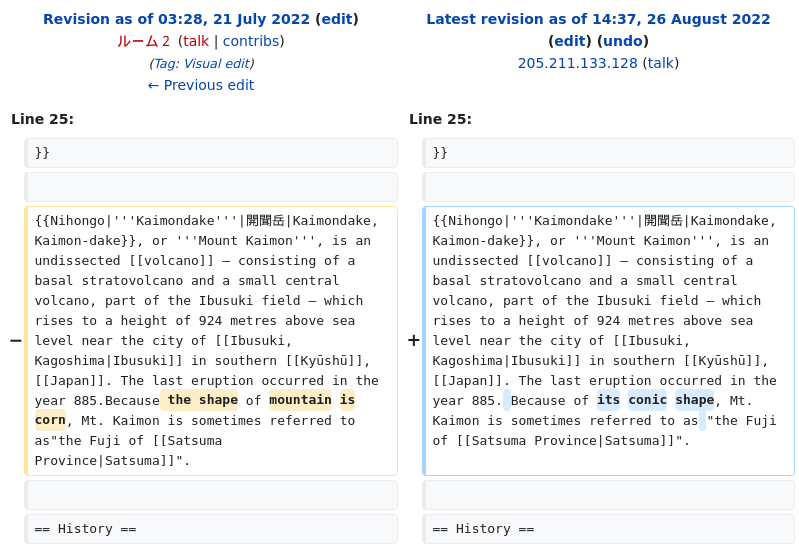 Revision as of 03:28, 21 July 2022 (edit)
ルーム2 (talk | contribs)
(Tag: Visual edit)
← Previous edit
Line 25:
}}
{{Nihongo|'''Kaimondake'''|開聞岳|Kaimondake,
Kaimon-dake}}, or '''Mount Kaimon''', is an
undissected [[volcano]] — consisting of a
basal stratovolcano and a small central
volcano, part of the Ibusuki field — which
rises to a height of 924 metres above sea
level near the city of [[Ibusuki,
Kagoshima|Ibusuki]] in southern [[Kyūshū]],
[[Japan]]. The last eruption occurred in the
− year 885.Because the shape of mountain is
corn, Mt. Kaimon is sometimes referred to
as"the Fuji of [[Satsuma
Province|Satsuma]]".
== History ==
Latest revision as of 14:37, 26 August 2022
(edit) (undo)
205.211.133.128 (talk)
Line 25:
}}
{{Nihongo|'''Kaimondake'''|開聞岳|Kaimondake,
Kaimon-dake}}, or '''Mount Kaimon''', is an
undissected [[volcano]] — consisting of a
basal stratovolcano and a small central
volcano, part of the Ibusuki field — which
rises to a height of 924 metres above sea
+ level near the city of [[Ibusuki,
Kagoshima|Ibusuki]] in southern [[Kyūshū]],
[[Japan]]. The last eruption occurred in the
year 885. Because of its conic shape, Mt.
Kaimon is sometimes referred to as "the Fuji
of [[Satsuma Province|Satsuma]]".
== History ==